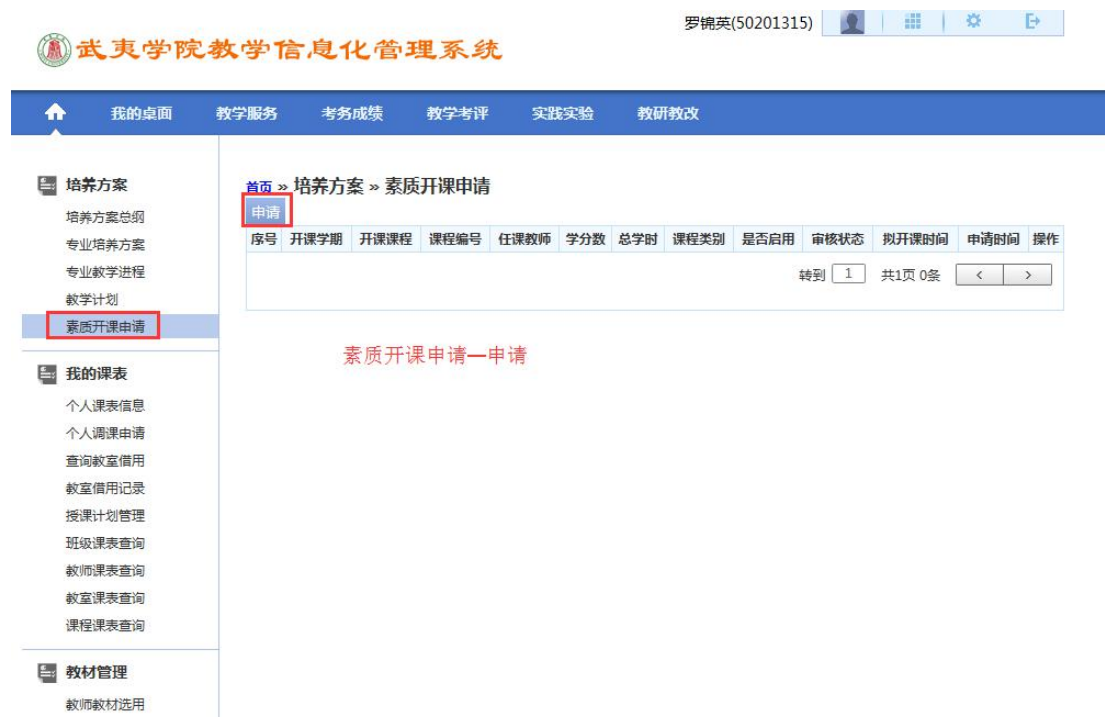 罗锦英(50201315)
武夷学院教学信息化管理系统
我的桌面 教学服务 考务成绩 教学考评 实践实验 教研教改
培养方案
培养方案总纲
专业培养方案
专业教学进程
教学计划
素质开课申请
我的课表
个人课表信息
个人调课申请
查询教室借用
教室借用记录
授课计划管理
班级课表查询
教师课表查询
教室课表查询
课程课表查询
教材管理
教师教材选用
首页 » 培养方案 » 素质开课申请
申请
序号 开课学期 开课课程 课程编号 任课教师 学分数 总学时 课程类别 是否启用 审核状态 拟开课时间 申请时间 操作
转到 1 共1页 0条 < >
素质开课申请—申请